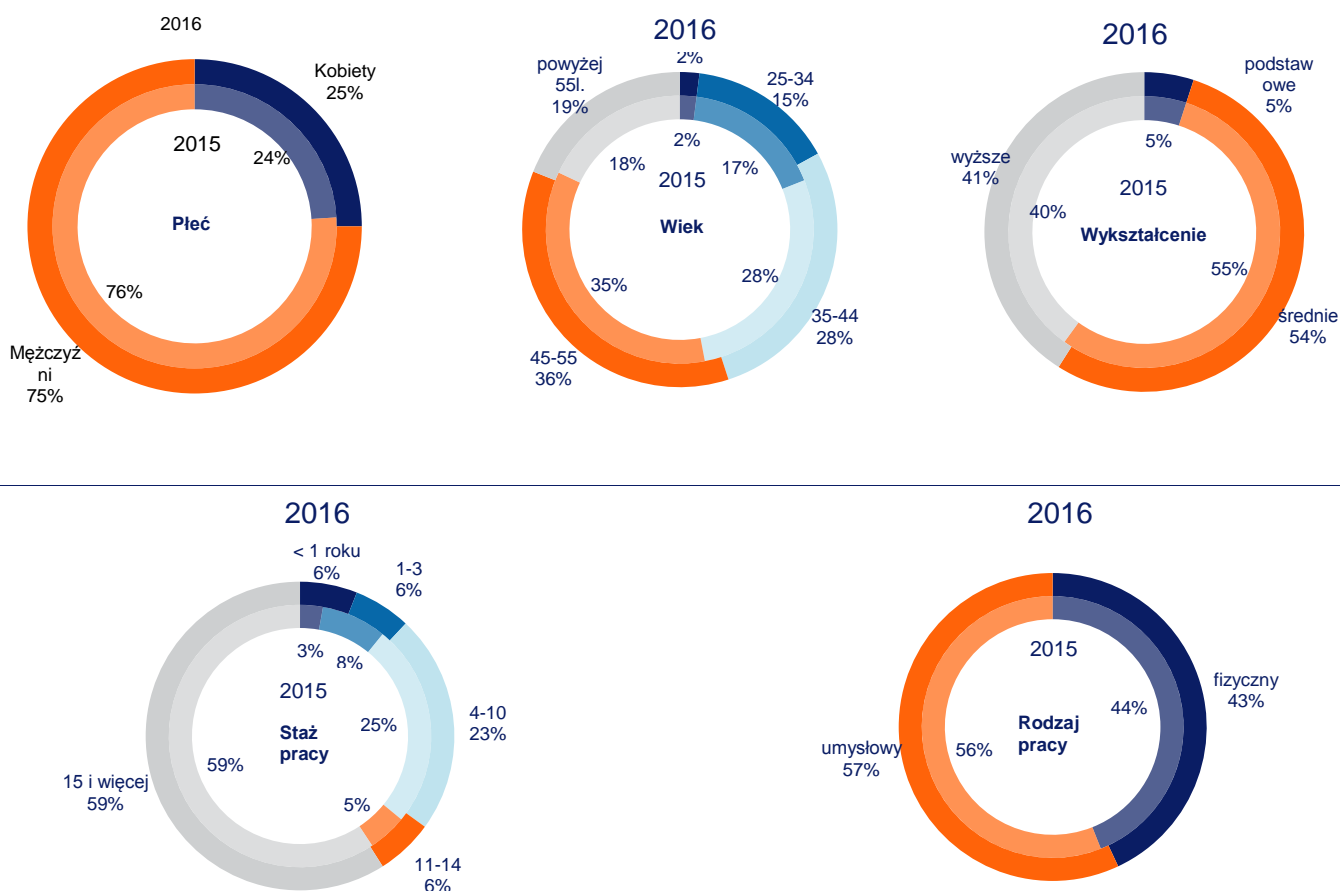 2016
Kobiety
25%
2015
24%
Płeć
76%
Mężczyź
ni
75%
2016
2%
25-34
15%
powyżej
55l.
19%
2%
18%
17%
2015
Wiek
28%
35%
35-44
28%
45-55
36%
2016
podstaw
owe
5%
5%
wyższe
41%
2015
40%
Wykształcenie
55%
średnie
54%
2016
< 1 roku
6%
1-3
6%
3%
8%
2015
4-10
23%
25%
Staż
pracy
59%
15 i więcej
59%
5%
11-14
6%
2016
2015
fizyczny
43%
44%
Rodzaj
pracy
umysłowy
57%
56%